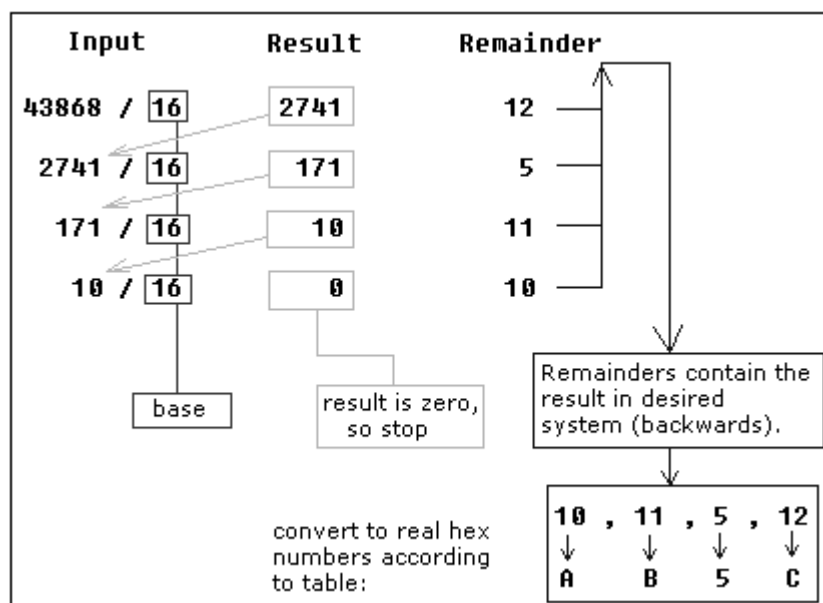 Input Result Remainder
43868 / 16 2741 12
2741 / 16 171 5
171 / 16 10 11
10 / 16 0 10
base
result is zero,
so stop
Remainders contain the
result in desired
system (backwards).
convert to real hex
numbers according
to table:
10 , 11 , 5 , 12
A B 5 C